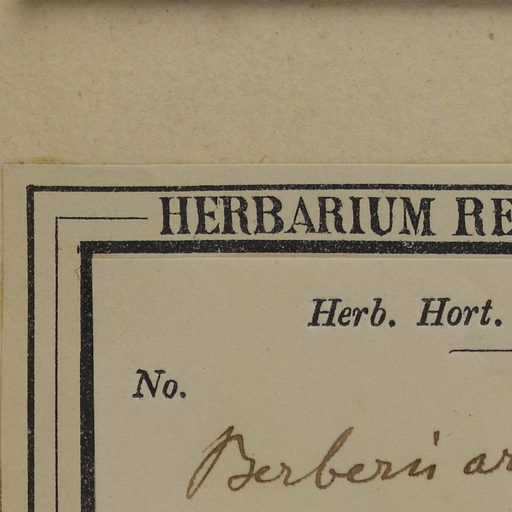 HERBARIUM RE
Herb. Hort.
No.
Berberis ar